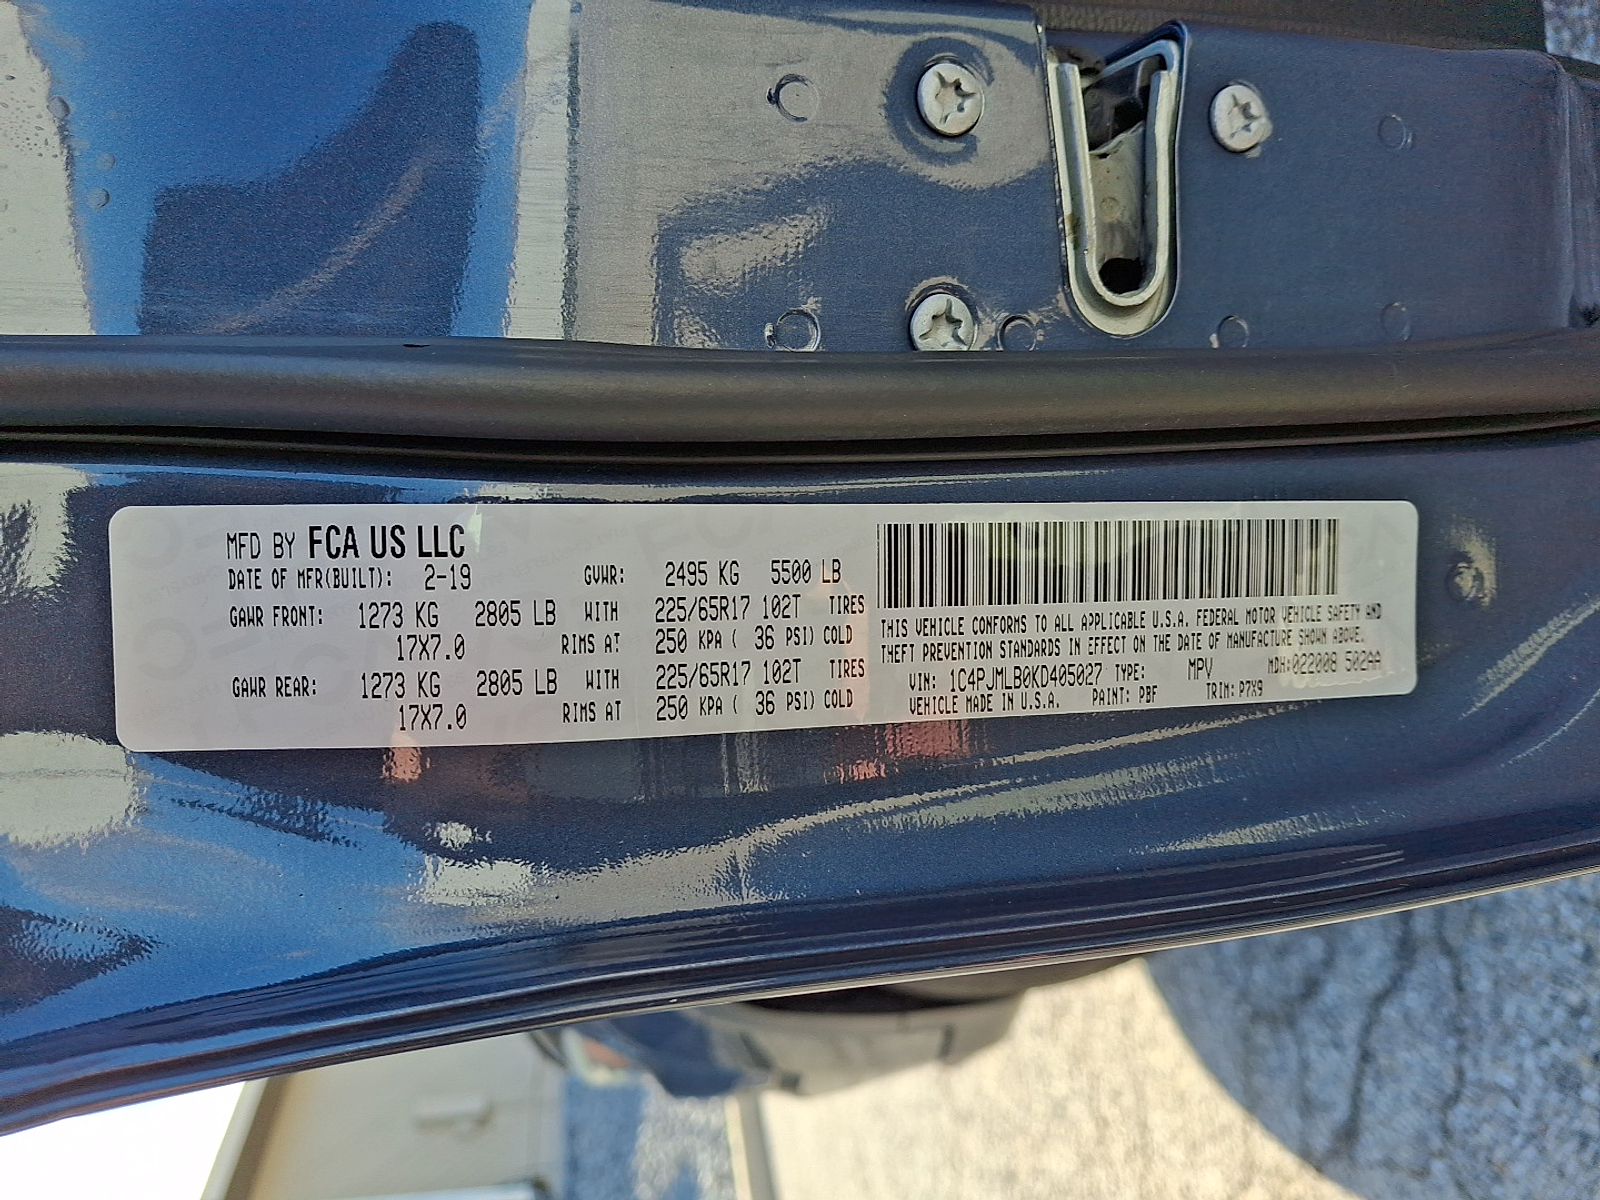 MFD BY FCA US LLC
DATE OF MFR(BUILT): 2-19 GVWR: 2495 KG 5500 LB
GAWR FRONT: 1273 KG 2805 LB WITH 225/65R17 102T TIRES
17X7.0 RIMS AT: 250 KPA ( 36 PSI) COLD
GAWR REAR: 1273 KG 2805 LB WITH 225/65R17 102T TIRES
17X7.0 RIMS AT 250 KPA ( 36 PSI) COLD
THIS VEHICLE CONFORMS TO ALL APPLICABLE U.S.A. FEDERAL MOTOR VEHICLE SAFETY AND
THEFT PREVENTION STANDARDS IN EFFECT ON THE DATE OF MANUFACTURE SHOWN ABOVE.
VIN: 1C4PJMLB0KD405027 TYPE: MPV MDH:022008 502AA
VEHICLE MADE IN U.S.A. PAINT: PBF TRIM: P7X9